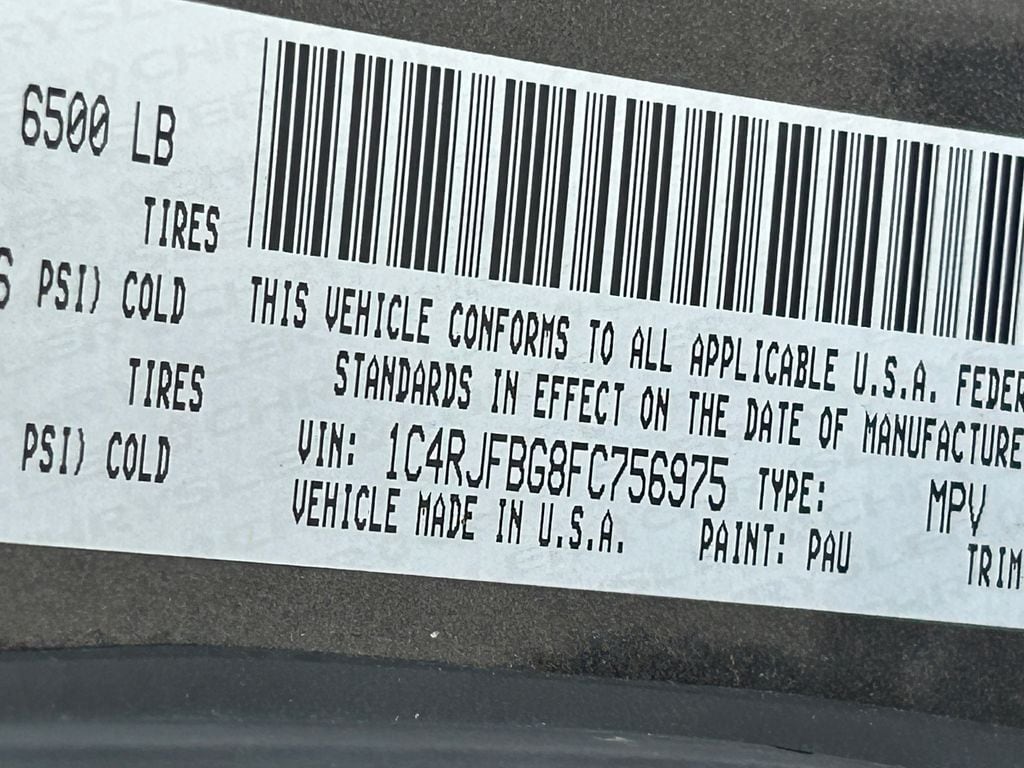 6500 LB
TIRES
6 PSI) COLD
TIRES
PSI) COLD
THIS VEHICLE CONFORMS TO ALL APPLICABLE U.S.A. FEDER
STANDARDS IN EFFECT ON THE DATE OF MANUFACTURE
VIN: 1C4RJFBG8FC756975 TYPE: MPV
VEHICLE MADE IN U.S.A. PAINT: PAU TRIM